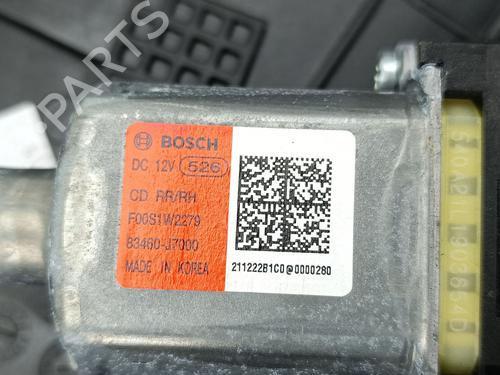 PARTS
BOSCH
DC 12V 526
CD RR/RH
F00S1W2279
83460-J7000
MADE IN KOREA
211222B1C0@0000280